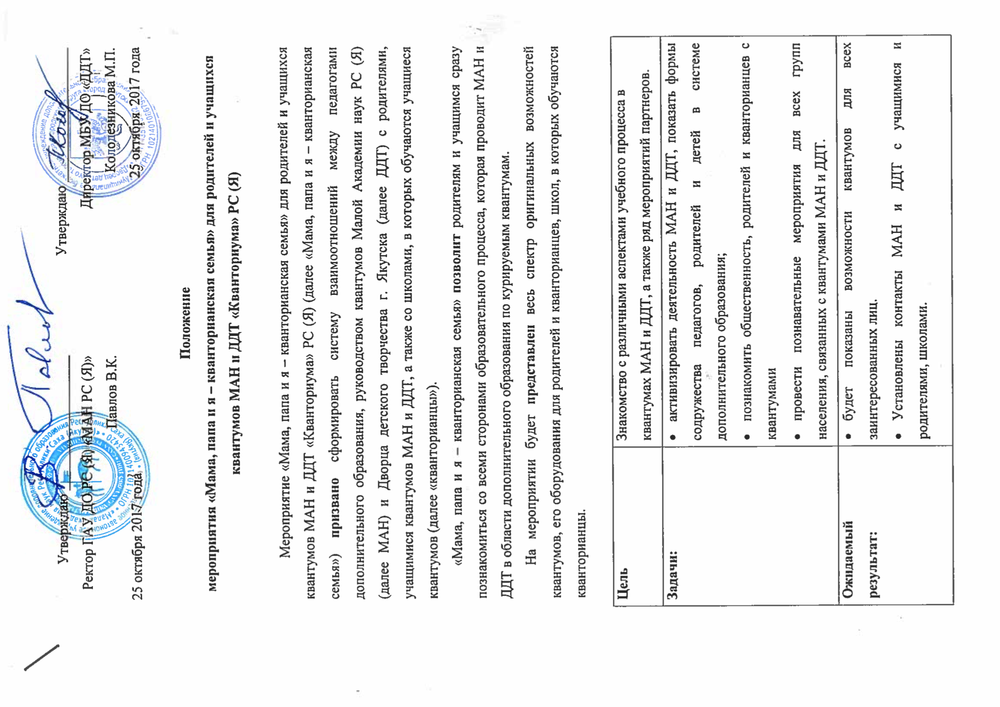 Утверждаю
Ректор ГАУ ДО РС (Я) «МАН РС (Я)»
Павлов В.К.
25 октября 2017 года
Утверждаю
Директор МБУ ДО «ДДТ»
Колодезникова М.П.
25 октября 2017 года
Положение
мероприятия «Мама, папа и я – кванторианская семья» для родителей и учащихся
квантумов МАН и ДДТ «Кванториума» РС (Я)
Мероприятие «Мама, папа и я – кванторианская семья» для родителей и учащихся
квантумов МАН и ДДТ «Кванториума» РС (Я) (далее «Мама, папа и я – кванторианская
семья») призвано сформировать систему взаимоотношений между педагогами
дополнительного образования, руководством квантумов Малой Академии наук РС (Я)
(далее МАН) и Дворца детского творчества г. Якутска (далее ДДТ) с родителями,
учащимися квантумов МАН и ДДТ, а также со школами, в которых обучаются учащиеся
квантумов (далее «кванторианцы»).
«Мама, папа и я – кванторианская семья» позволит родителям и учащимся сразу
познакомиться со всеми сторонами образовательного процесса, которая проводит МАН и
ДДТ в области дополнительного образования по курируемым квантумам.
На мероприятии будет представлен весь спектр оригинальных возможностей
квантумов, его оборудования для родителей и кванторианцев, школ, в которых обучаются
кванторианцы.
Цель
Знакомство с различными аспектами учебного процесса в
квантумах МАН и ДДТ, а также ряд мероприятий партнеров.
Задачи:
• активизировать деятельность МАН и ДДТ, показать формы
содружества педагогов, родителей и детей в системе
дополнительного образования;
• познакомить общественность, родителей и кванторианцев с
квантумами
• провести познавательные мероприятия для всех групп
населения, связанных с квантумами МАН и ДДТ.
Ожидаемый
результат:
• будет показаны возможности квантумов для всех
заинтересованных лиц.
• Установлены контакты МАН и ДДТ с учащимися и
родителями, школами.